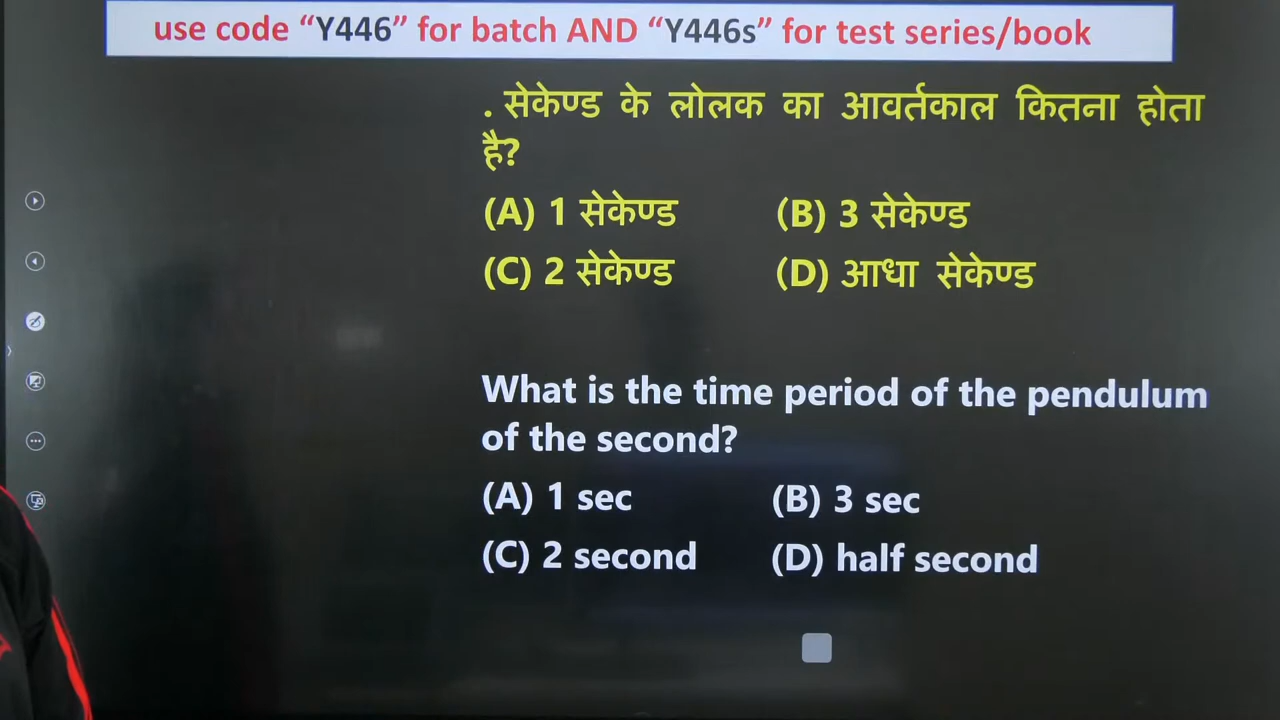 use code “Y446” for batch AND “Y446s” for test series/book
. सेकेण्ड के लोलक का आवर्तकाल कितना होता
है?
(A) 1 सेकेण्ड (B) 3 सेकेण्ड
(C) 2 सेकेण्ड (D) आधा सेकेण्ड
What is the time period of the pendulum
of the second?
(A) 1 sec (B) 3 sec
(C) 2 second (D) half second